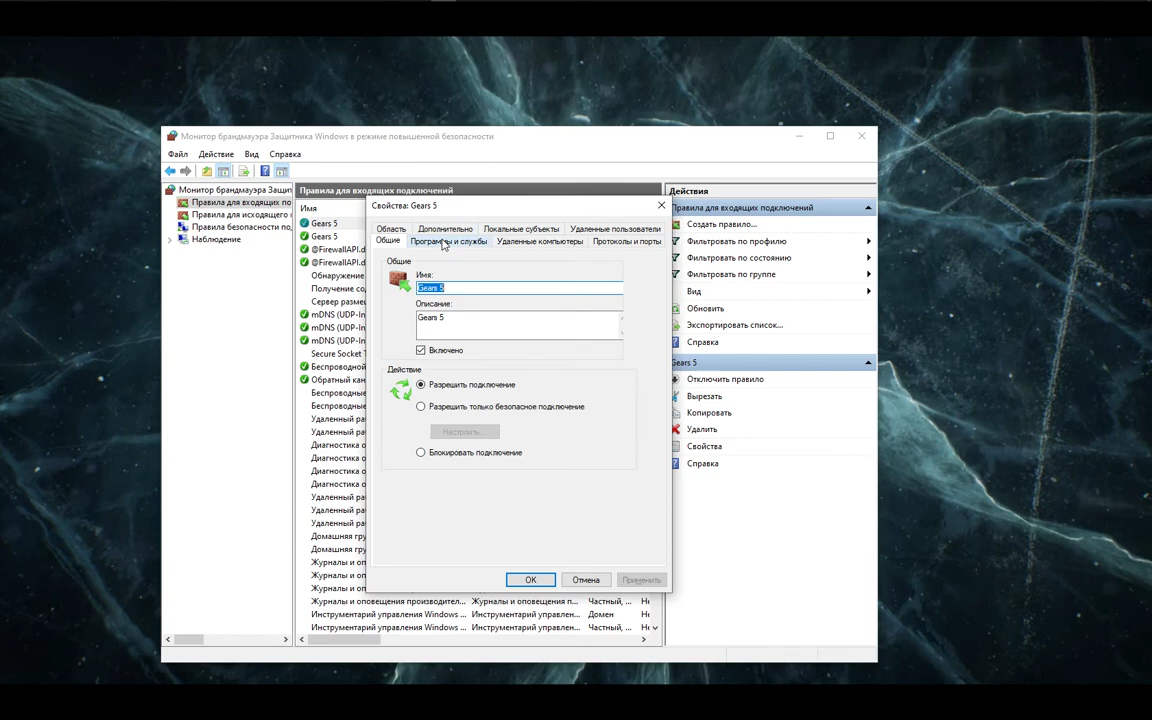 Монитор брандмауэра Защитника Windows в режиме повышенной безопасности
Файл Действие Вид Справка
Монитор брандмауэра Защи
Правила для входящих по
Правила для исходящего
Правила безопасности по
Наблюдение
Правила для входящих подключений
Имя
Gears 5
Gears 5
@FirewallAPI.d
@FirewallAPI.d
Обнаружение
Получение со
Сервер разме
mDNS (UDP-In
mDNS (UDP-In
mDNS (UDP-In
Secure Socket T
Беспроводной
Обратный кан
Беспроводные
Беспроводные
Удаленный ра
Удаленный ра
Диагностика о
Диагностика о
Диагностика о
Диагностика о
Удаленный ра
Удаленный ра
Удаленный ра
Домашняя гру
Домашняя гру
Журналы и оп
Журналы и оп
Журналы и оп
Журналы и оповещения производител... Журналы и оповещения п... Частный, ... Не
Инструментарий управления Windows ... Инструментарий управлен... Домен Не
Инструментарий управления Windows ... Инструментарий управлен... Частный, ... Не
Свойства: Gears 5
Область Дополнительно Локальные субъекты Удаленные пользователи
Общие Программы и службы Удаленные компьютеры Протоколы и порты
Общие
Имя:
Gears 5
Описание:
Gears 5
Включено
Действие
Разрешить подключение
Разрешить только безопасное подключение
Настроить...
Блокировать подключение
OK Отмена Применить
Действия
Правила для входящих подключений
Создать правило...
Фильтровать по профилю
Фильтровать по состоянию
Фильтровать по группе
Вид
Обновить
Экспортировать список...
Справка
Gears 5
Отключить правило
Вырезать
Копировать
Удалить
Свойства
Справка